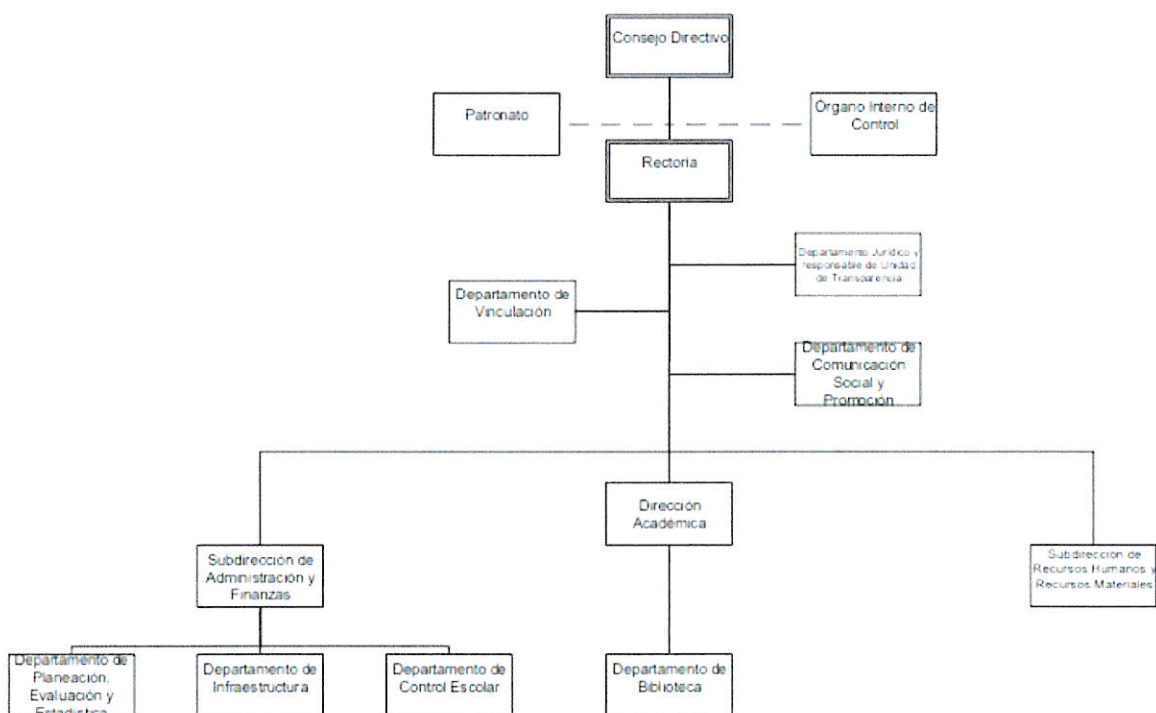 Consejo Directivo
Patronato
Órgano Interno de
Control
Rectoría
Departamento Jurídico y
responsable de Unidad
de Transparencia
Departamento de
Vinculación
Departamento de
Comunicación
Social y
Promoción
Dirección
Académica
Subdirección de
Administración y
Finanzas
Subdirección de
Recursos Humanos y
Recursos Materiales
Departamento de
Planeación,
Evaluación y
Estadística
Departamento de
Infraestructura
Departamento de
Control Escolar
Departamento de
Biblioteca